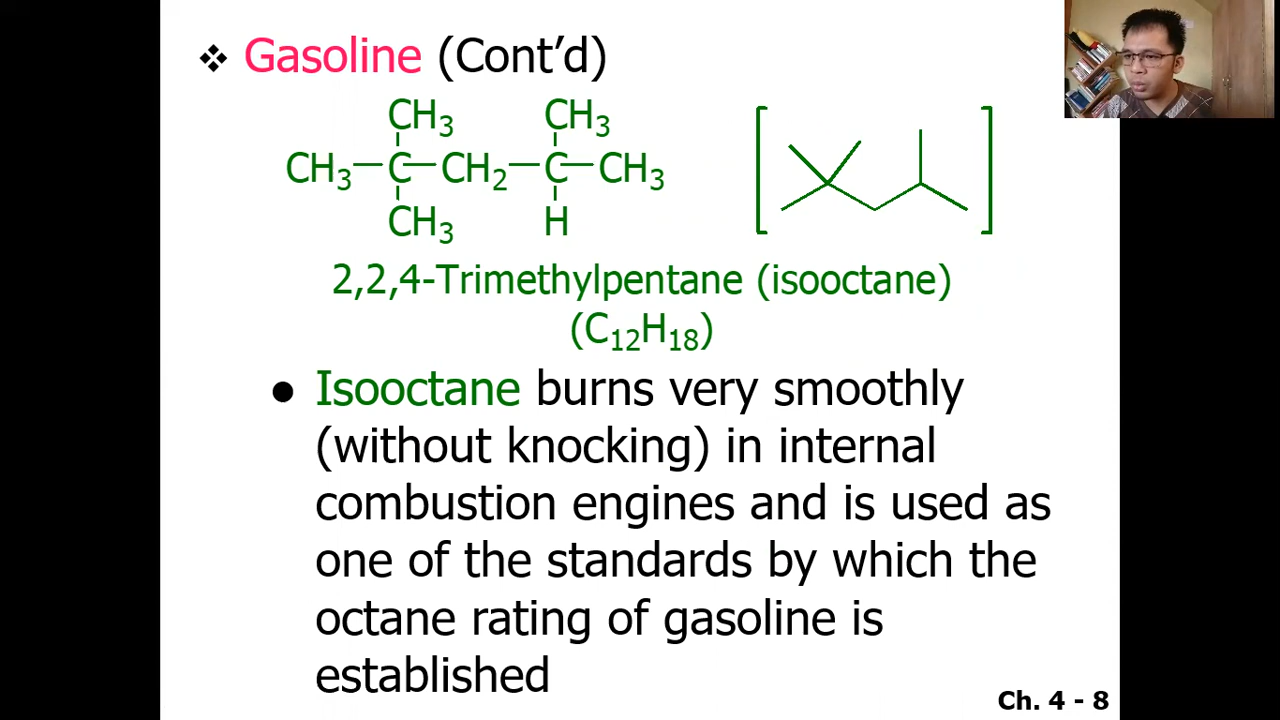 ❖ Gasoline (Cont’d)
CH₃ CH₃
CH₃—C—CH₂—C—CH₃
CH₃ H
2,2,4-Trimethylpentane (isooctane)
(C₁₂H₁₈)
● Isooctane burns very smoothly
(without knocking) in internal
combustion engines and is used as
one of the standards by which the
octane rating of gasoline is
established
Ch. 4 - 8